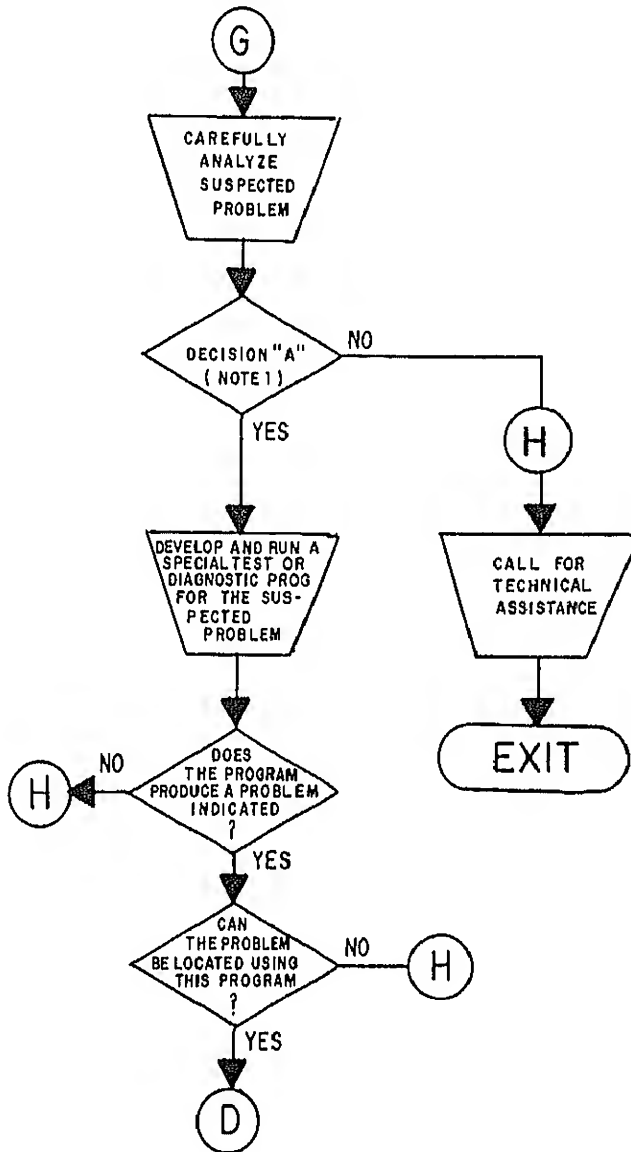 G
CAREFULLY
ANALYZE
SUSPECTED
PROBLEM
DECISION "A"
(NOTE 1)
NO
YES
H
DEVELOP AND RUN A
SPECIAL TEST OR
DIAGNOSTIC PROG
FOR THE SUS-
PECTED
PROBLEM
CALL FOR
TECHNICAL
ASSISTANCE
EXIT
DOES
THE PROGRAM
PRODUCE A PROBLEM
INDICATED
?
NO
H
YES
CAN
THE PROBLEM
BE LOCATED USING
THIS PROGRAM
?
NO
H
YES
D